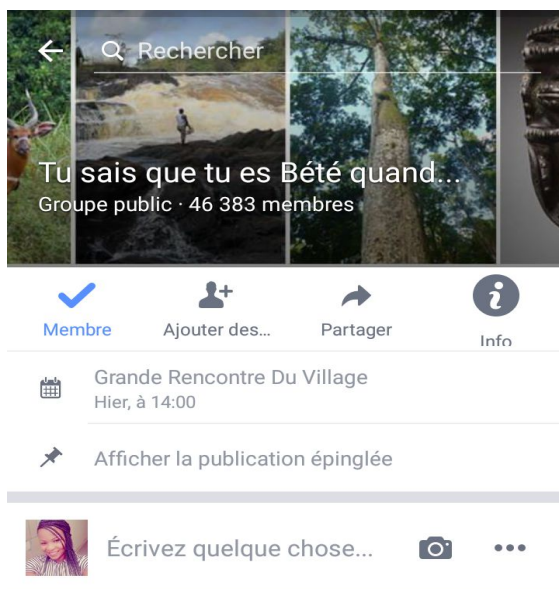 Rechercher
Tu sais que tu es Bété quand...
Groupe public · 46 383 membres
Membre
Ajouter des...
Partager
Info
Grande Rencontre Du Village
Hier, à 14:00
Afficher la publication épinglée
Écrivez quelque chose...